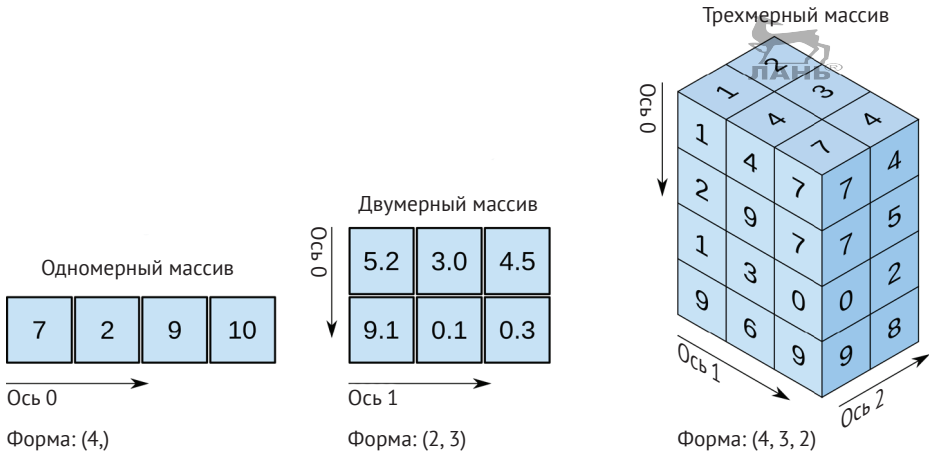 Одномерный массив
7 2 9 10
Ось 0
Форма: (4,)
Двумерный массив
Ось 0
5.2 3.0 4.5
9.1 0.1 0.3
Ось 1
Форма: (2, 3)
Трехмерный массив
ЛАНЬ®
Ось 0
2
1 3
4 4
7
1 4 7 7 4
2 9 7 7 5
1 3 0 0 2
9 6 9 9 8
Ось 1
Ось 2
Форма: (4, 3, 2)